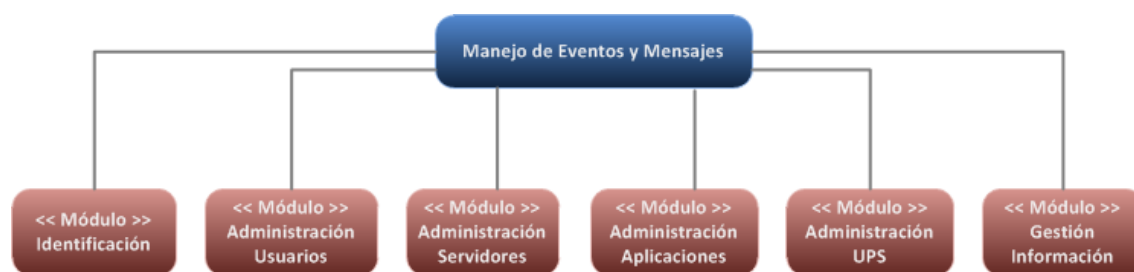 Manejo de Eventos y Mensajes
<< Módulo >>
Identificación
<< Módulo >>
Administración
Usuarios
<< Módulo >>
Administración
Servidores
<< Módulo >>
Administración
Aplicaciones
<< Módulo >>
Administración
UPS
<< Módulo >>
Gestión
Información